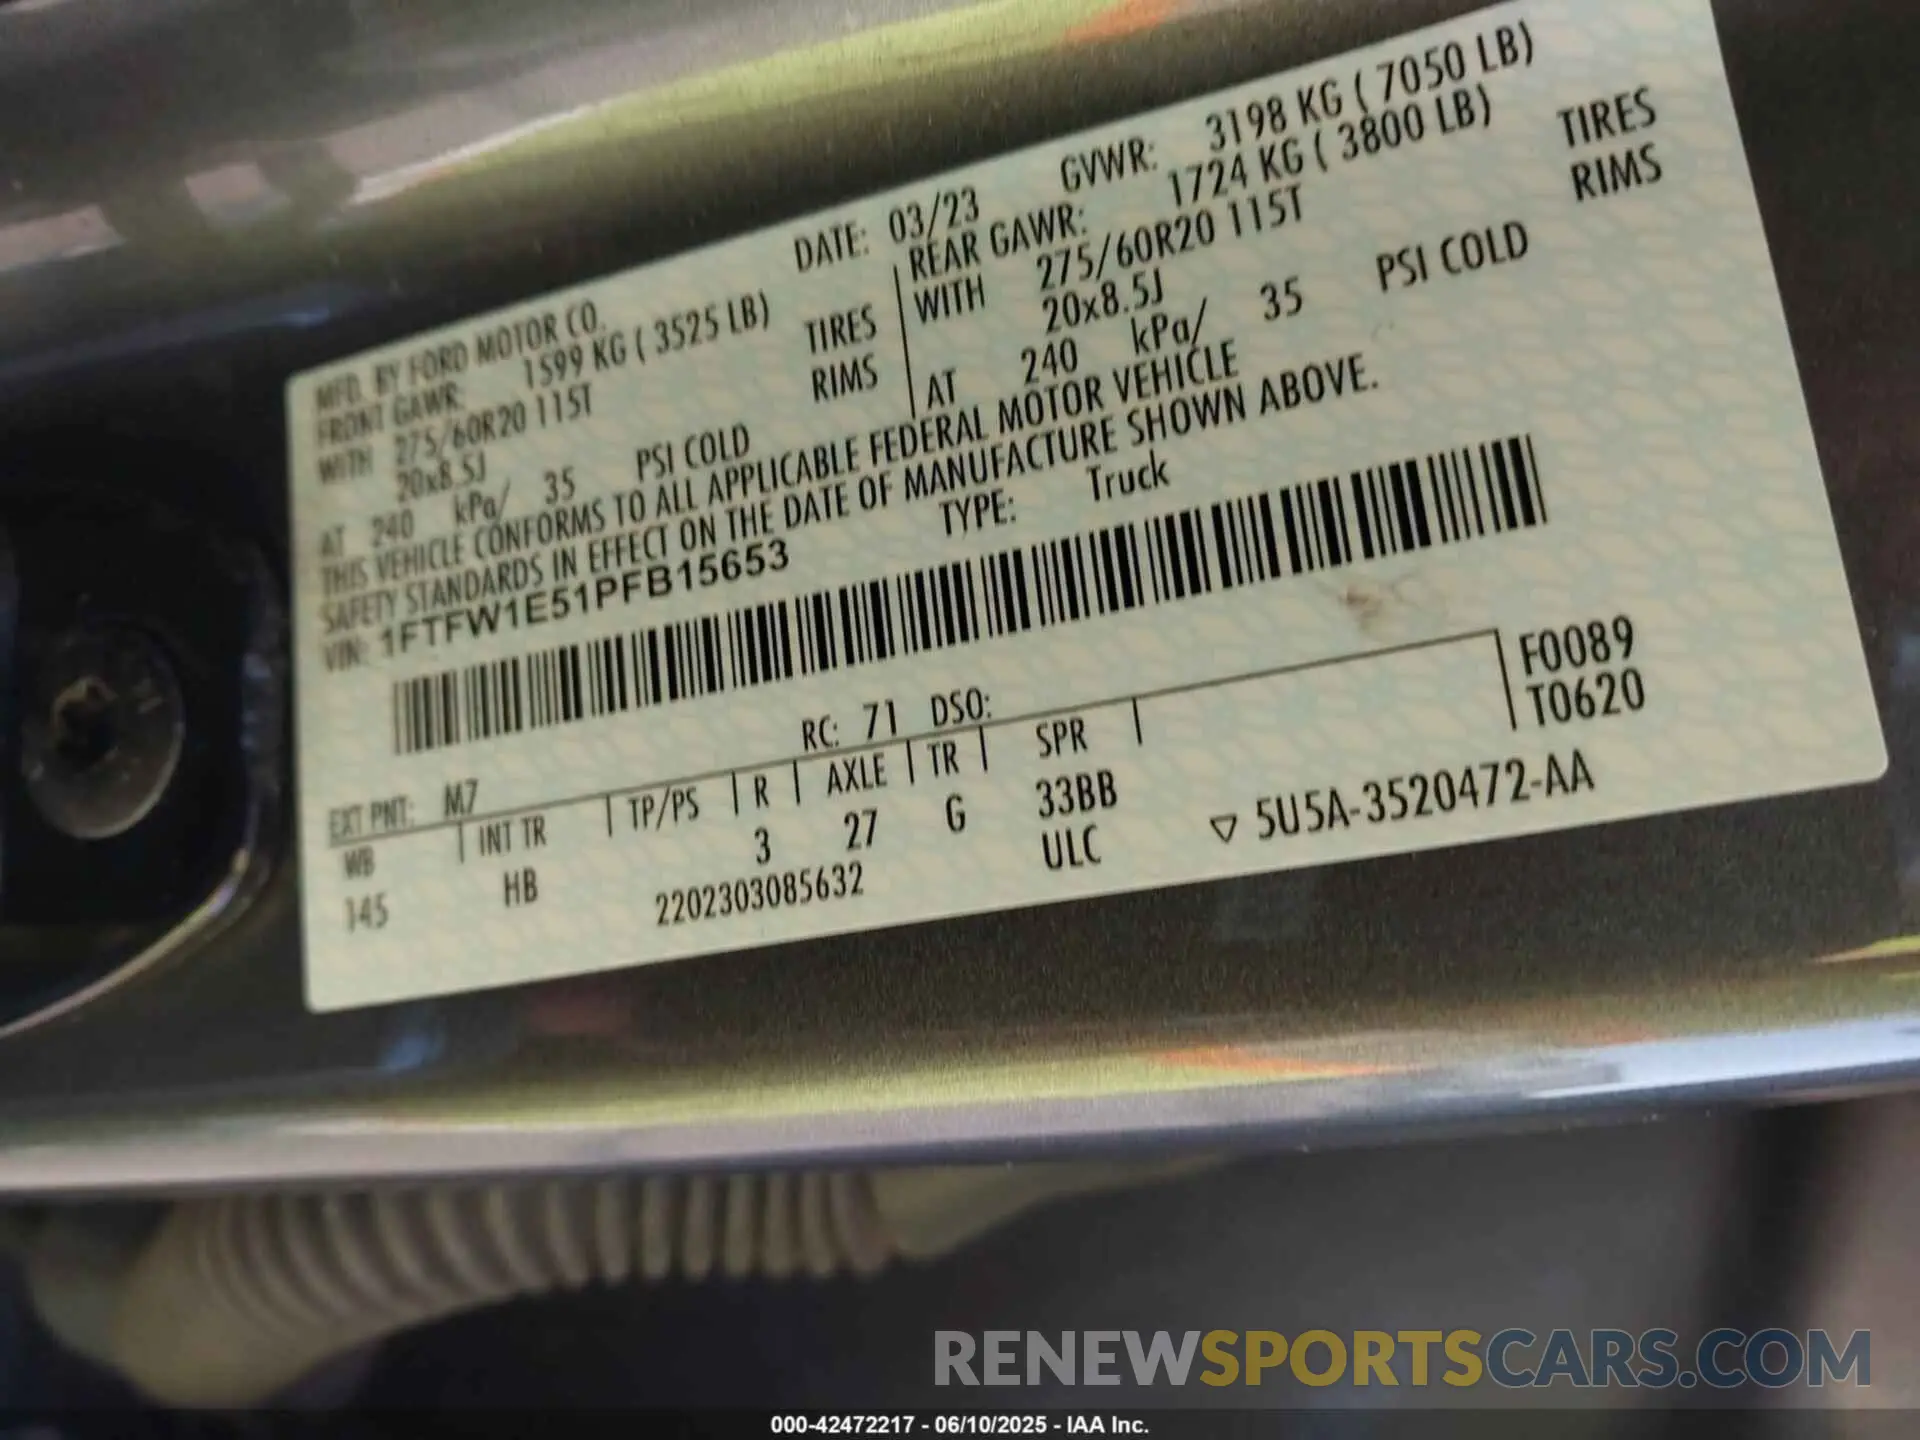 MFD. BY FORD MOTOR CO.
DATE: 03/23
GVWR: 3198 KG ( 7050 LB)
FRONT GAWR: 1599 KG ( 3525 LB)
WITH 275/60R20 115T TIRES
20x8.5J RIMS
AT 240 kPa/ 35 PSI COLD
REAR GAWR: 1724 KG ( 3800 LB)
WITH 275/60R20 115T TIRES
20x8.5J RIMS
AT 240 kPa/ 35 PSI COLD
THIS VEHICLE CONFORMS TO ALL APPLICABLE FEDERAL MOTOR VEHICLE
SAFETY STANDARDS IN EFFECT ON THE DATE OF MANUFACTURE SHOWN ABOVE.
VIN: 1FTFW1E51PFB15653
TYPE: Truck
F0089
T0620
EXT PNT: M7 RC: 71 DSO:
WB INT TR TP/PS R AXLE TR SPR
145 HB 3 27 G 33BB
2202303085632 ULC
▽ 5U5A-3520472-AA
RENEWSPORTSCARS.COM
000-42472217 - 06/10/2025 - IAA Inc.